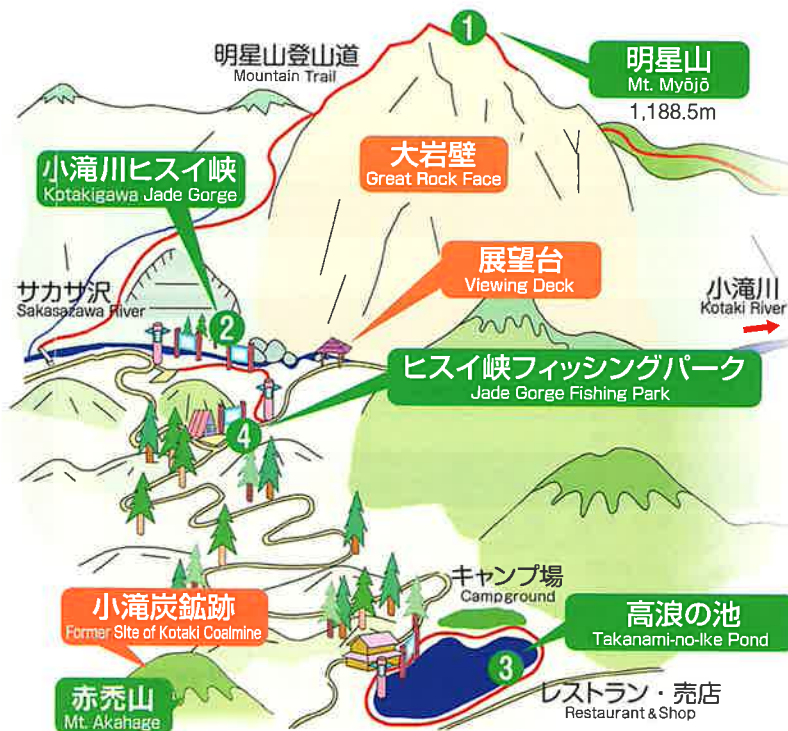 1
明星山登山道
Mountain Trail
明星山
Mt. Myōjō
1,188.5m
大岩壁
Great Rock Face
小滝川ヒスイ峡
Kotakigawa Jade Gorge
展望台
Viewing Deck
サカサ沢
Sakasazawa River
小滝川
Kotaki River
2
ヒスイ峡フィッシングパーク
Jade Gorge Fishing Park
4
キャンプ場
Campground
小滝炭鉱跡
Former Site of Kotaki Coalmine
高浪の池
Takanami-no-Ike Pond
3
赤禿山
Mt. Akahage
レストラン・売店
Restaurant & Shop